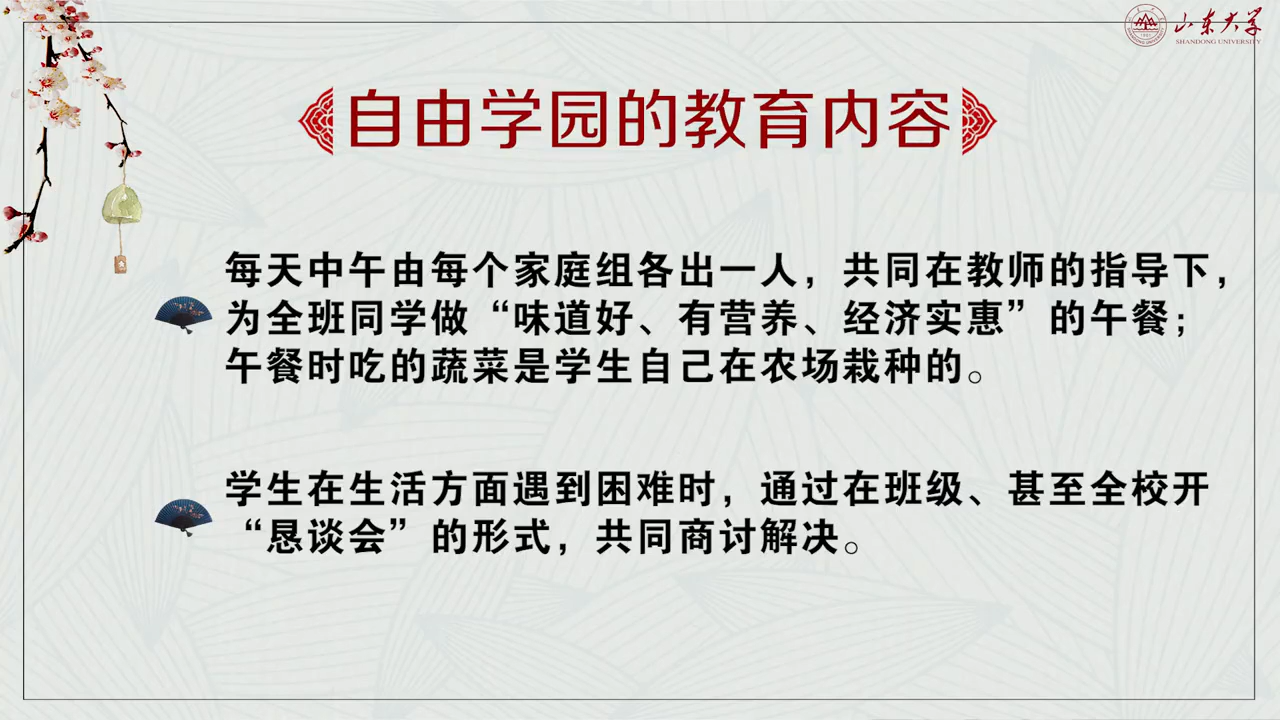 山东大学
SHANDONG UNIVERSITY
自由学园的教育内容
每天中午由每个家庭组各出一人，共同在教师的指导下，
为全班同学做“味道好、有营养、经济实惠”的午餐；
午餐时吃的蔬菜是学生自己在农场栽种的。
学生在生活方面遇到困难时，通过在班级、甚至全校开
“恳谈会”的形式，共同商讨解决。